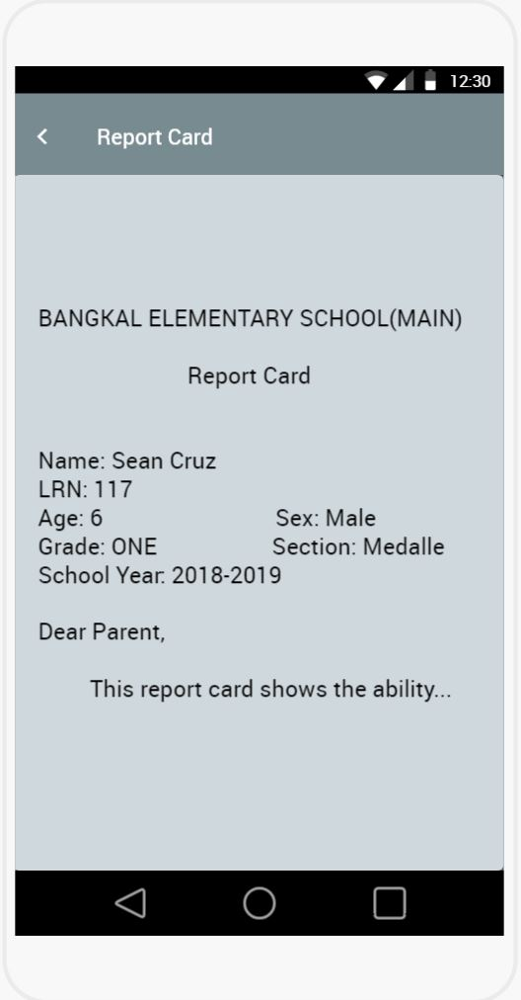 12:30
Report Card
BANGKAL ELEMENTARY SCHOOL(MAIN)
Report Card
Name: Sean Cruz
LRN: 117
Age: 6 Sex: Male
Grade: ONE Section: Medalle
School Year: 2018-2019
Dear Parent,
This report card shows the ability...